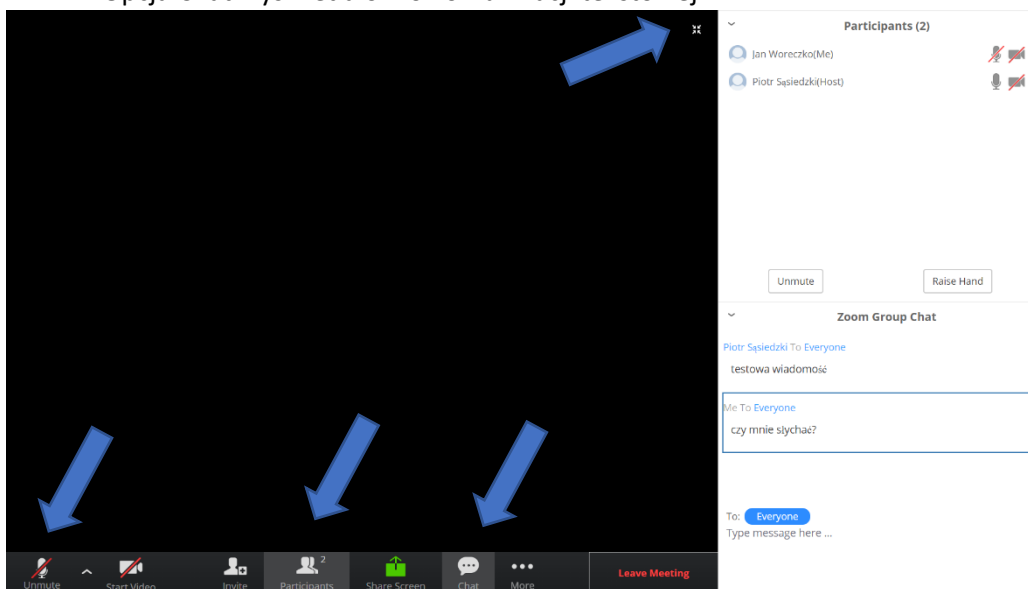 Participants (2)
Jan Woreczko(Me)
Piotr Sąsiedzki(Host)
Unmute Raise Hand
Zoom Group Chat
Piotr Sąsiedzki To Everyone
testowa wiadomość
Me To Everyone
czy mnie słychać?
To: Everyone
Type message here ...
2
Unmute Start Video Invite Participants Share Screen Chat More Leave Meeting